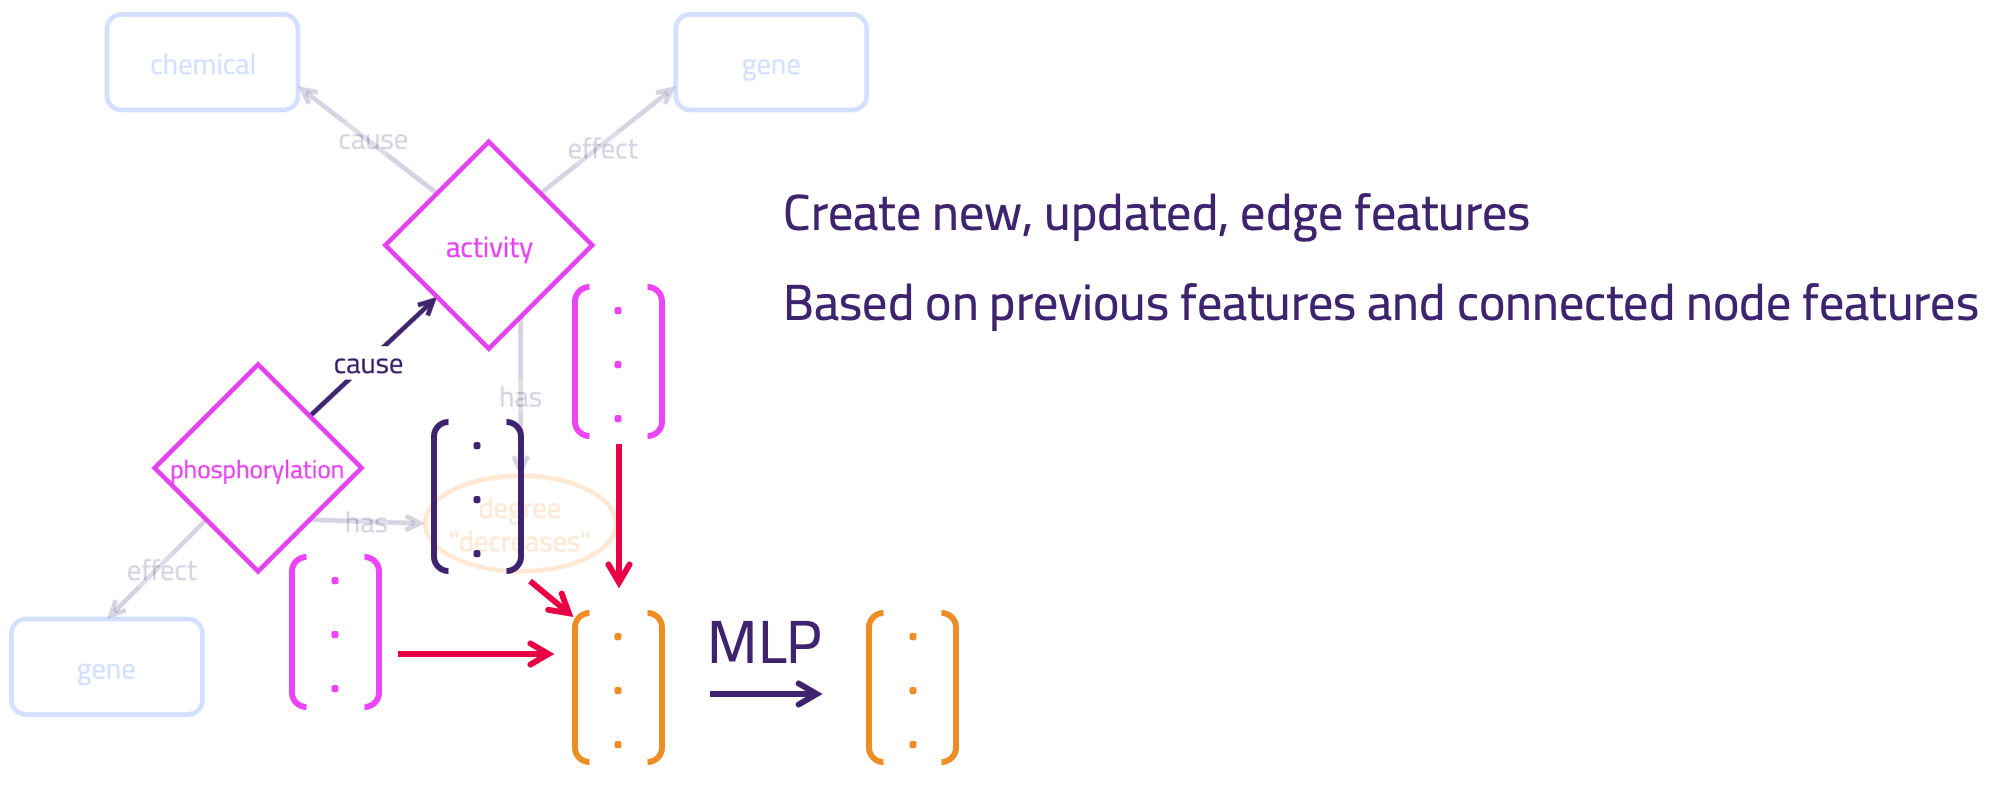 chemical
gene
cause
effect
activity
Create new, updated, edge features
Based on previous features and connected node features
cause
has
phosphorylation
has
degree
"decreases"
effect
gene
MLP